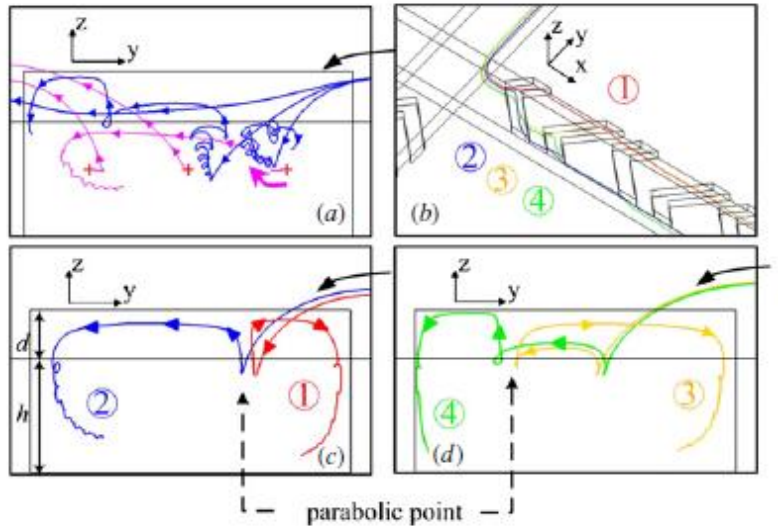 z
y
(a)
z
y
x
①
②
③
④
(b)
z
y
d
h
②
①
(c)
z
y
④
③
(d)
parabolic point